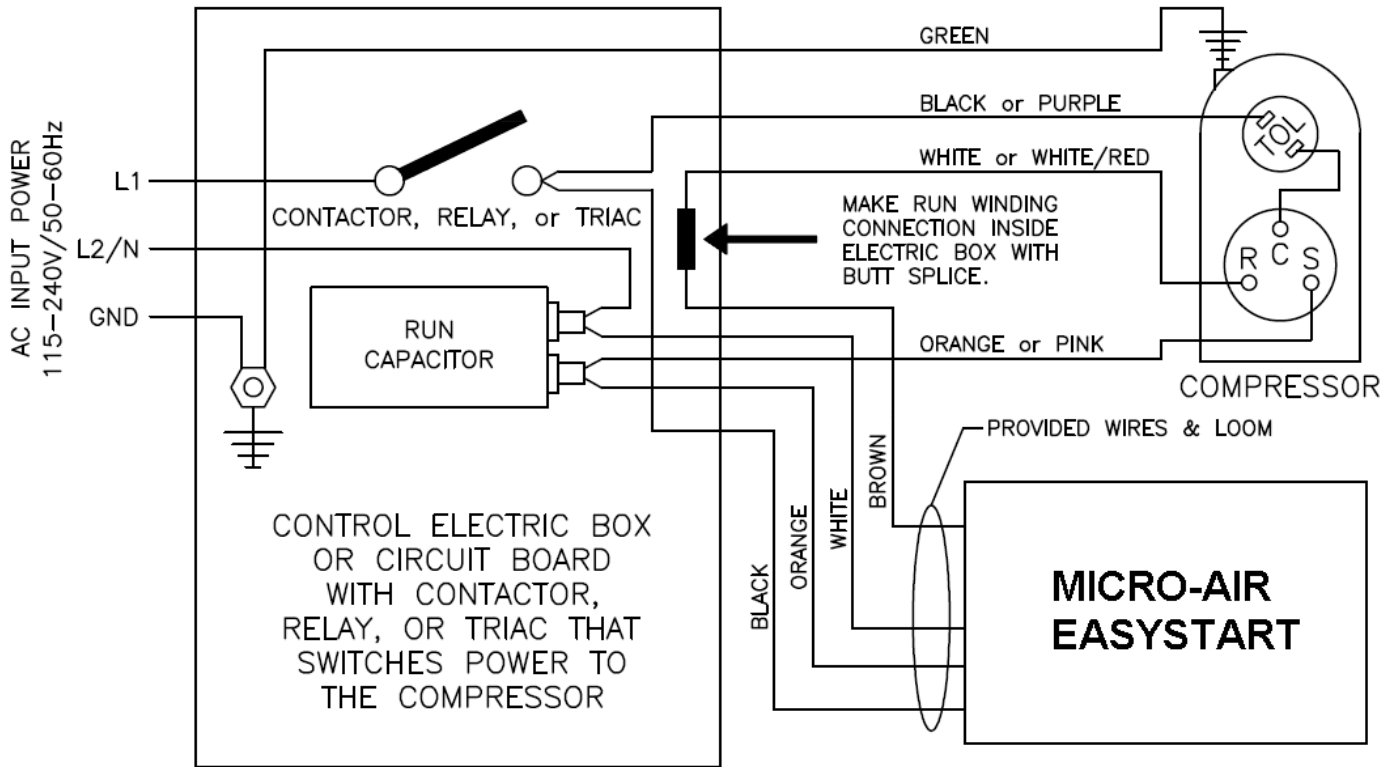 GREEN
BLACK or PURPLE
WHITE or WHITE/RED
AC INPUT POWER
115-240V/50-60Hz
L1
L2/N
GND
CONTACTOR, RELAY, or TRIAC
MAKE RUN WINDING
CONNECTION INSIDE
ELECTRIC BOX WITH
BUTT SPLICE.
TOL
R C S
RUN
CAPACITOR
ORANGE or PINK
COMPRESSOR
PROVIDED WIRES & LOOM
BLACK
ORANGE
WHITE
BROWN
CONTROL ELECTRIC BOX
OR CIRCUIT BOARD
WITH CONTACTOR,
RELAY, OR TRIAC THAT
SWITCHES POWER TO
THE COMPRESSOR
MICRO-AIR
EASYSTART